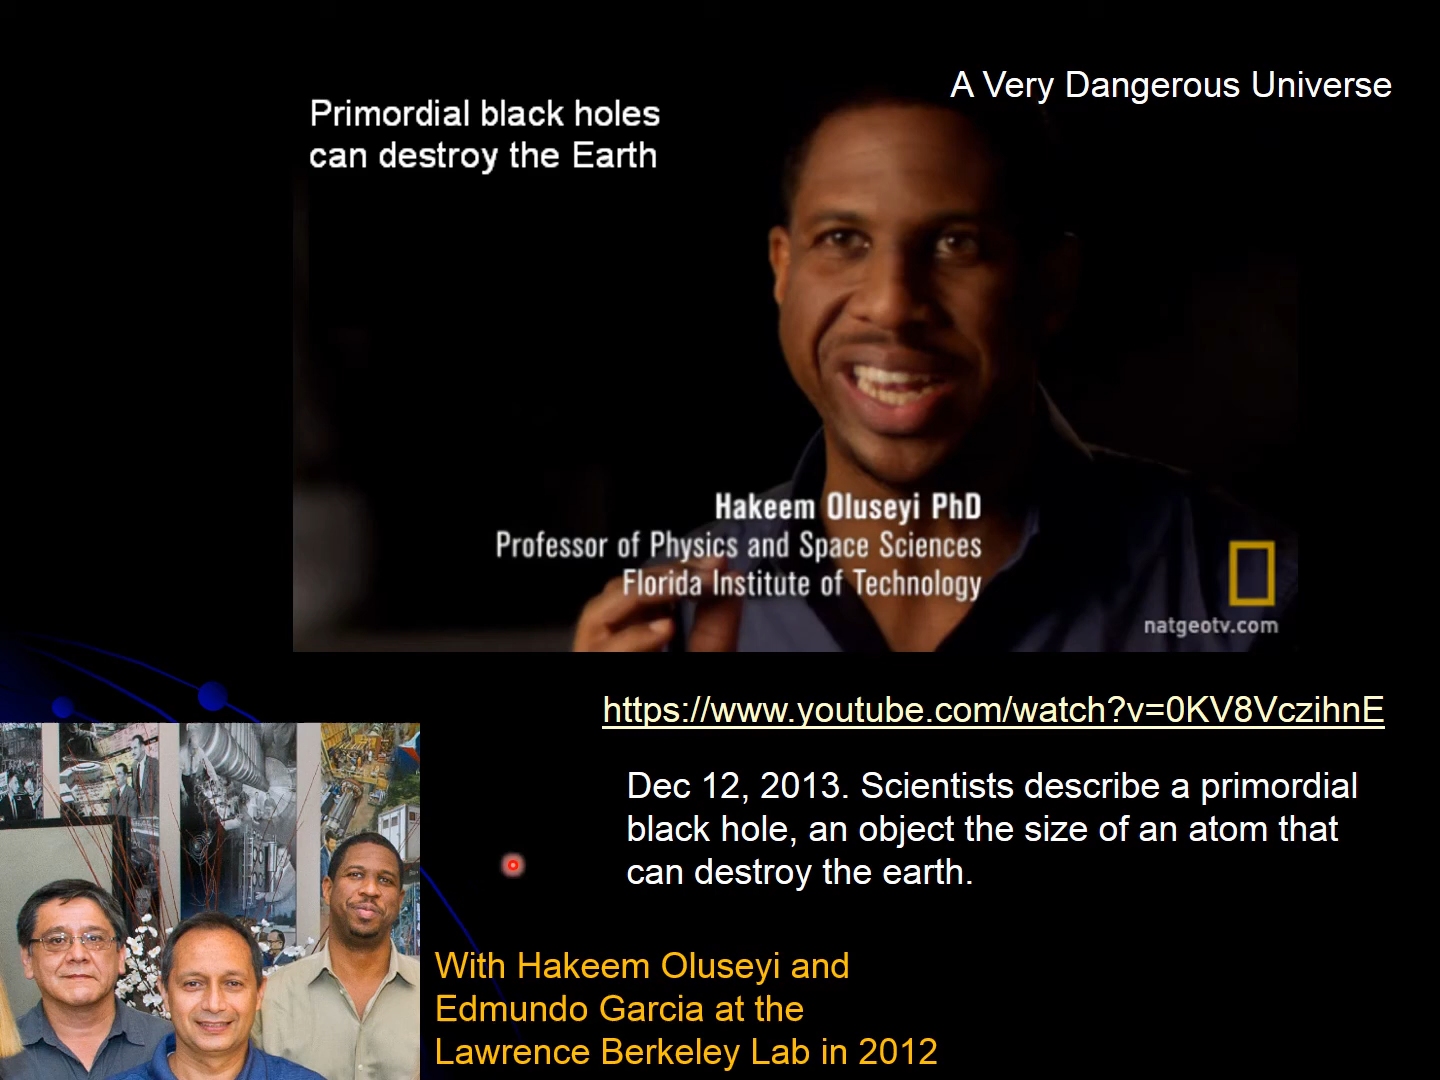 A Very Dangerous Universe
Primordial black holes
can destroy the Earth
Hakeem Oluseyi PhD
Professor of Physics and Space Sciences
Florida Institute of Technology
natgeotv.com
https://www.youtube.com/watch?v=0KV8VczihnE
Dec 12, 2013. Scientists describe a primordial
black hole, an object the size of an atom that
can destroy the earth.
With Hakeem Oluseyi and
Edmundo Garcia at the
Lawrence Berkeley Lab in 2012